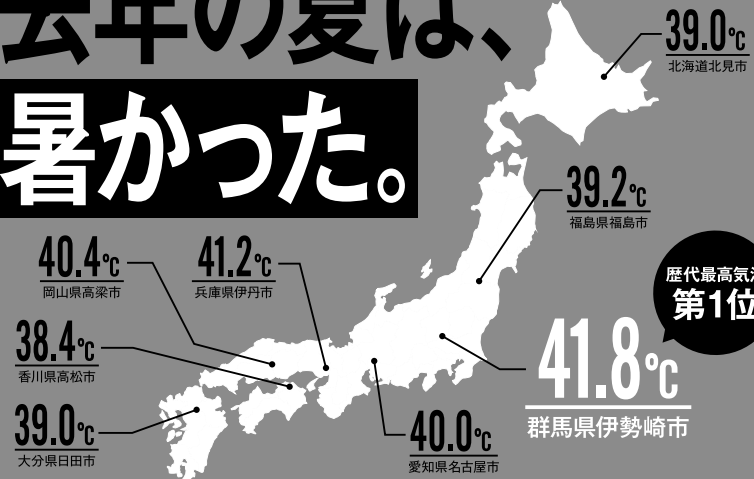 去年の夏は、
暑かった。
39.0℃
北海道北見市
39.2℃
福島県福島市
40.4℃
岡山県高梁市
41.2℃
兵庫県伊丹市
歴代最高気温
第1位
38.4℃
香川県高松市
41.8℃
群馬県伊勢崎市
39.0℃
大分県日田市
40.0℃
愛知県名古屋市